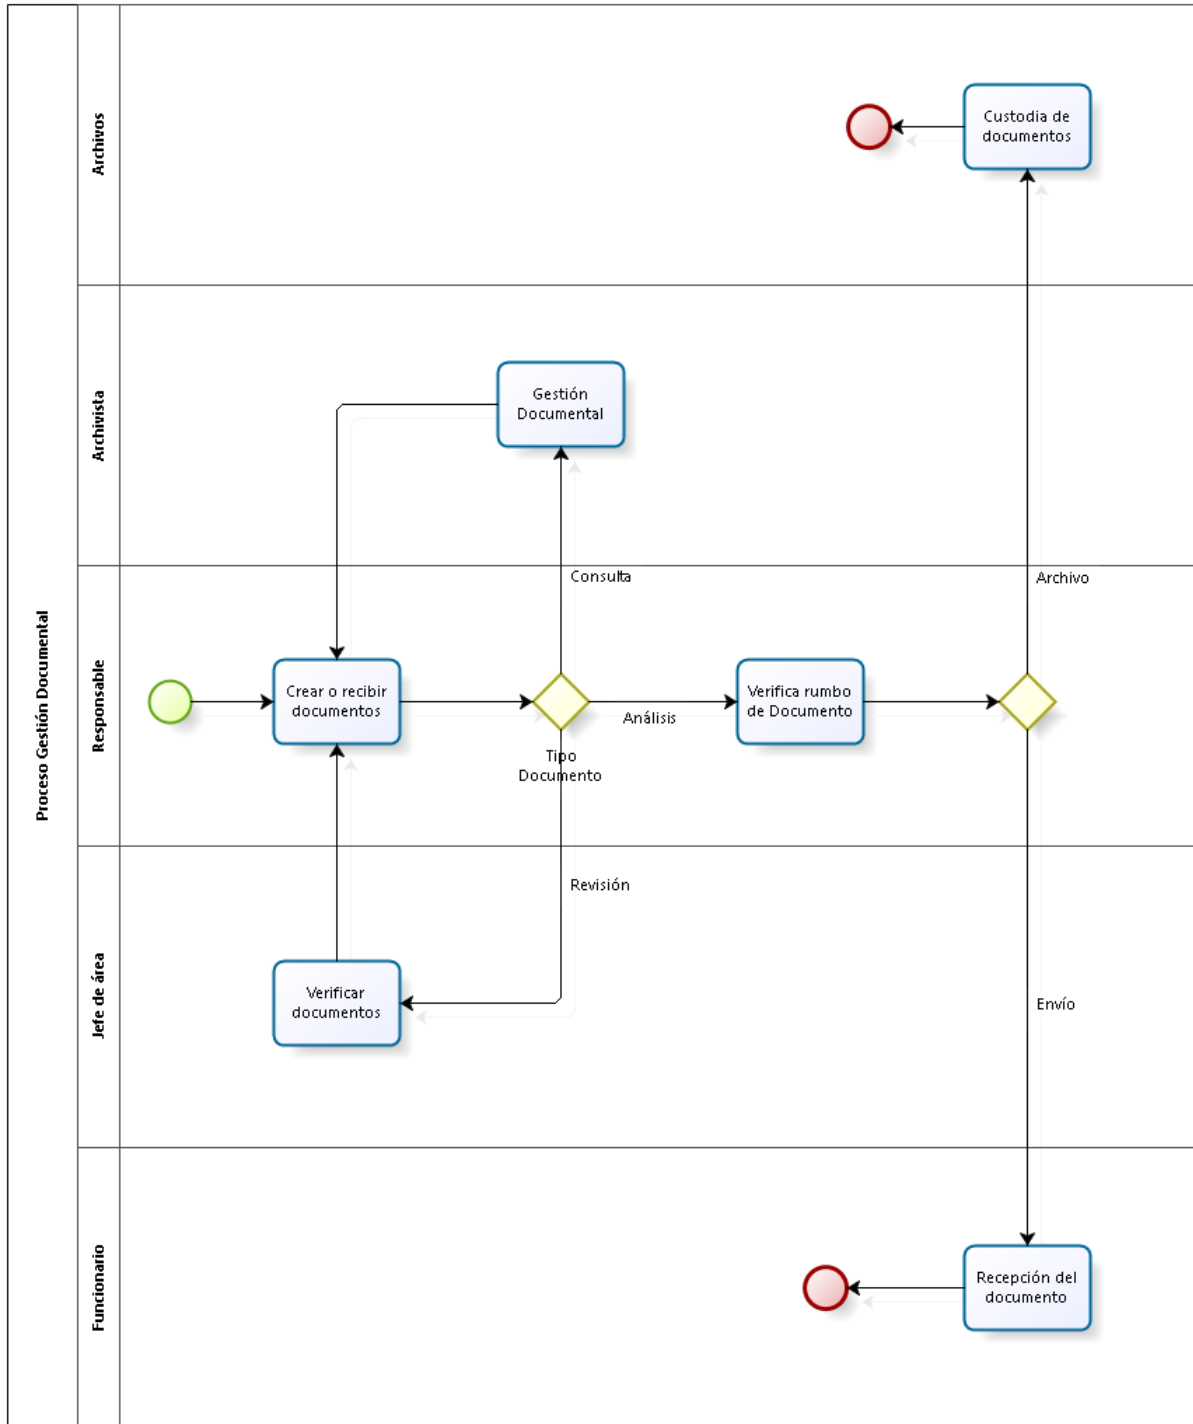 Proceso Gestión Documental
Archivos
Custodia de
documentos
Archivista
Gestión
Documental
Consulta
Archivo
Responsable
Crear o recibir
documentos
Análisis
Verifica rumbo
de Documento
Tipo
Documento
Jefe de área
Revisión
Verificar
documentos
Envío
Funcionario
Recepción del
documento